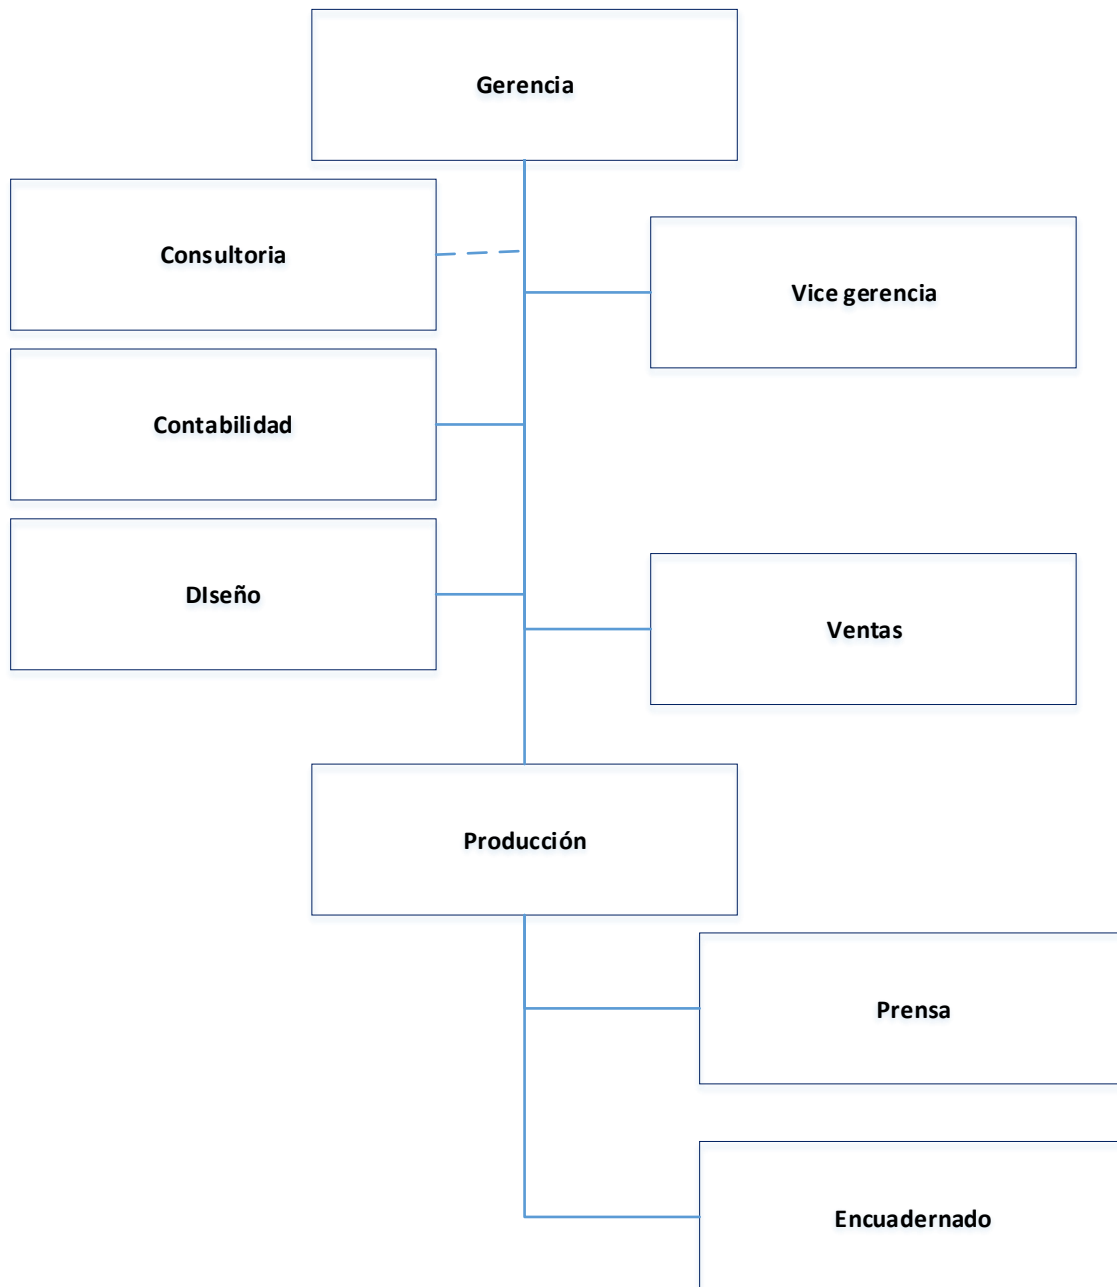 Gerencia
Consultoria
Vice gerencia
Contabilidad
DIseño
Ventas
Producción
Prensa
Encuadernado